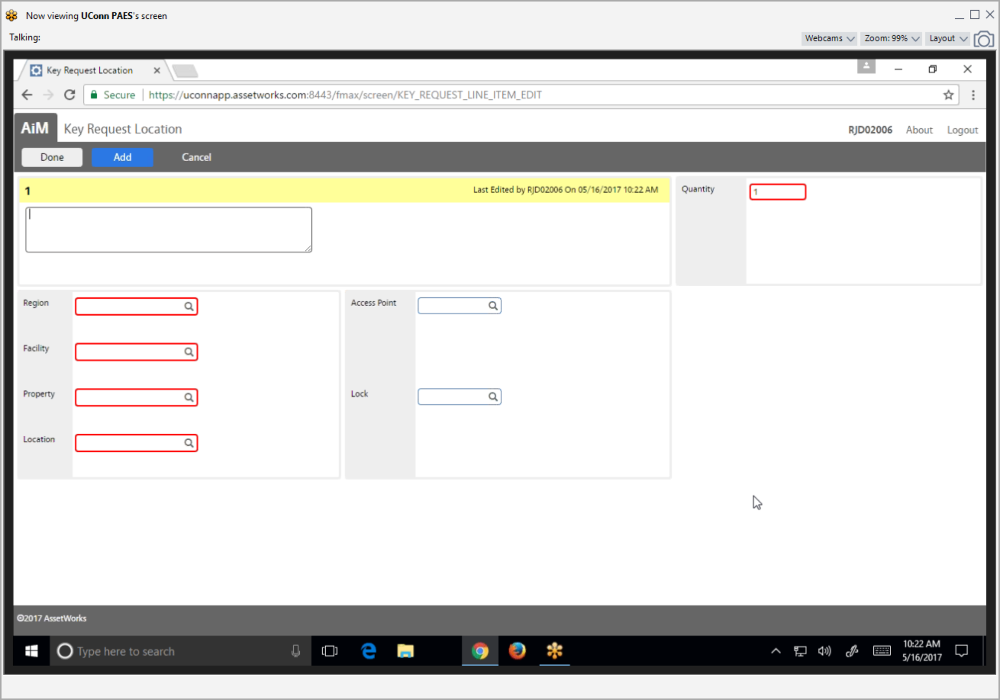 Now viewing UConn PAES's screen
Talking:
Webcams
Zoom: 99%
Layout
Key Request Location
Secure
https://uconnapp.assetworks.com:8443/fmax/screen/KEY_REQUEST_LINE_ITEM_EDIT
AiM
Key Request Location
RJD02006
About
Logout
Done
Add
Cancel
1
Last Edited by RJD02006 On 05/16/2017 10:22 AM
Quantity
1
Region
Access Point
Facility
Property
Lock
Location
©2017 AssetWorks
Type here to search
10:22 AM
5/16/2017